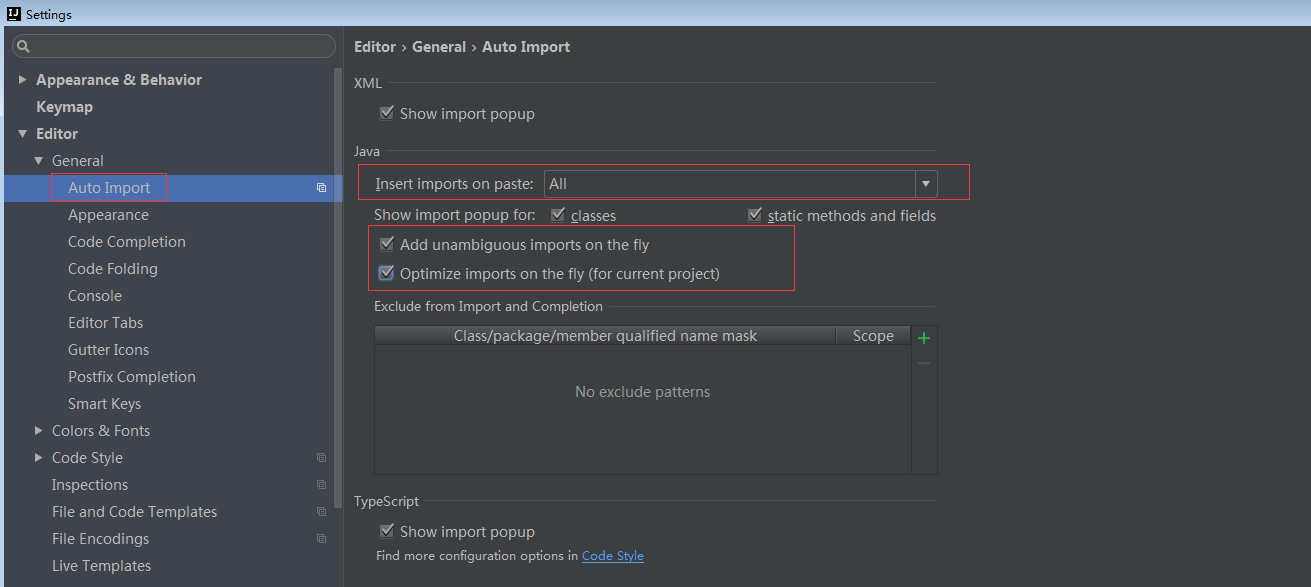 IJ Settings
Appearance & Behavior
Keymap
Editor
General
Auto Import
Appearance
Code Completion
Code Folding
Console
Editor Tabs
Gutter Icons
Postfix Completion
Smart Keys
Colors & Fonts
Code Style
Inspections
File and Code Templates
File Encodings
Live Templates
Editor › General › Auto Import
XML
Show import popup
Java
Insert imports on paste: All
Show import popup for: classes static methods and fields
Add unambiguous imports on the fly
Optimize imports on the fly (for current project)
Exclude from Import and Completion
Class/package/member qualified name mask Scope
No exclude patterns
TypeScript
Show import popup
Find more configuration options in Code Style